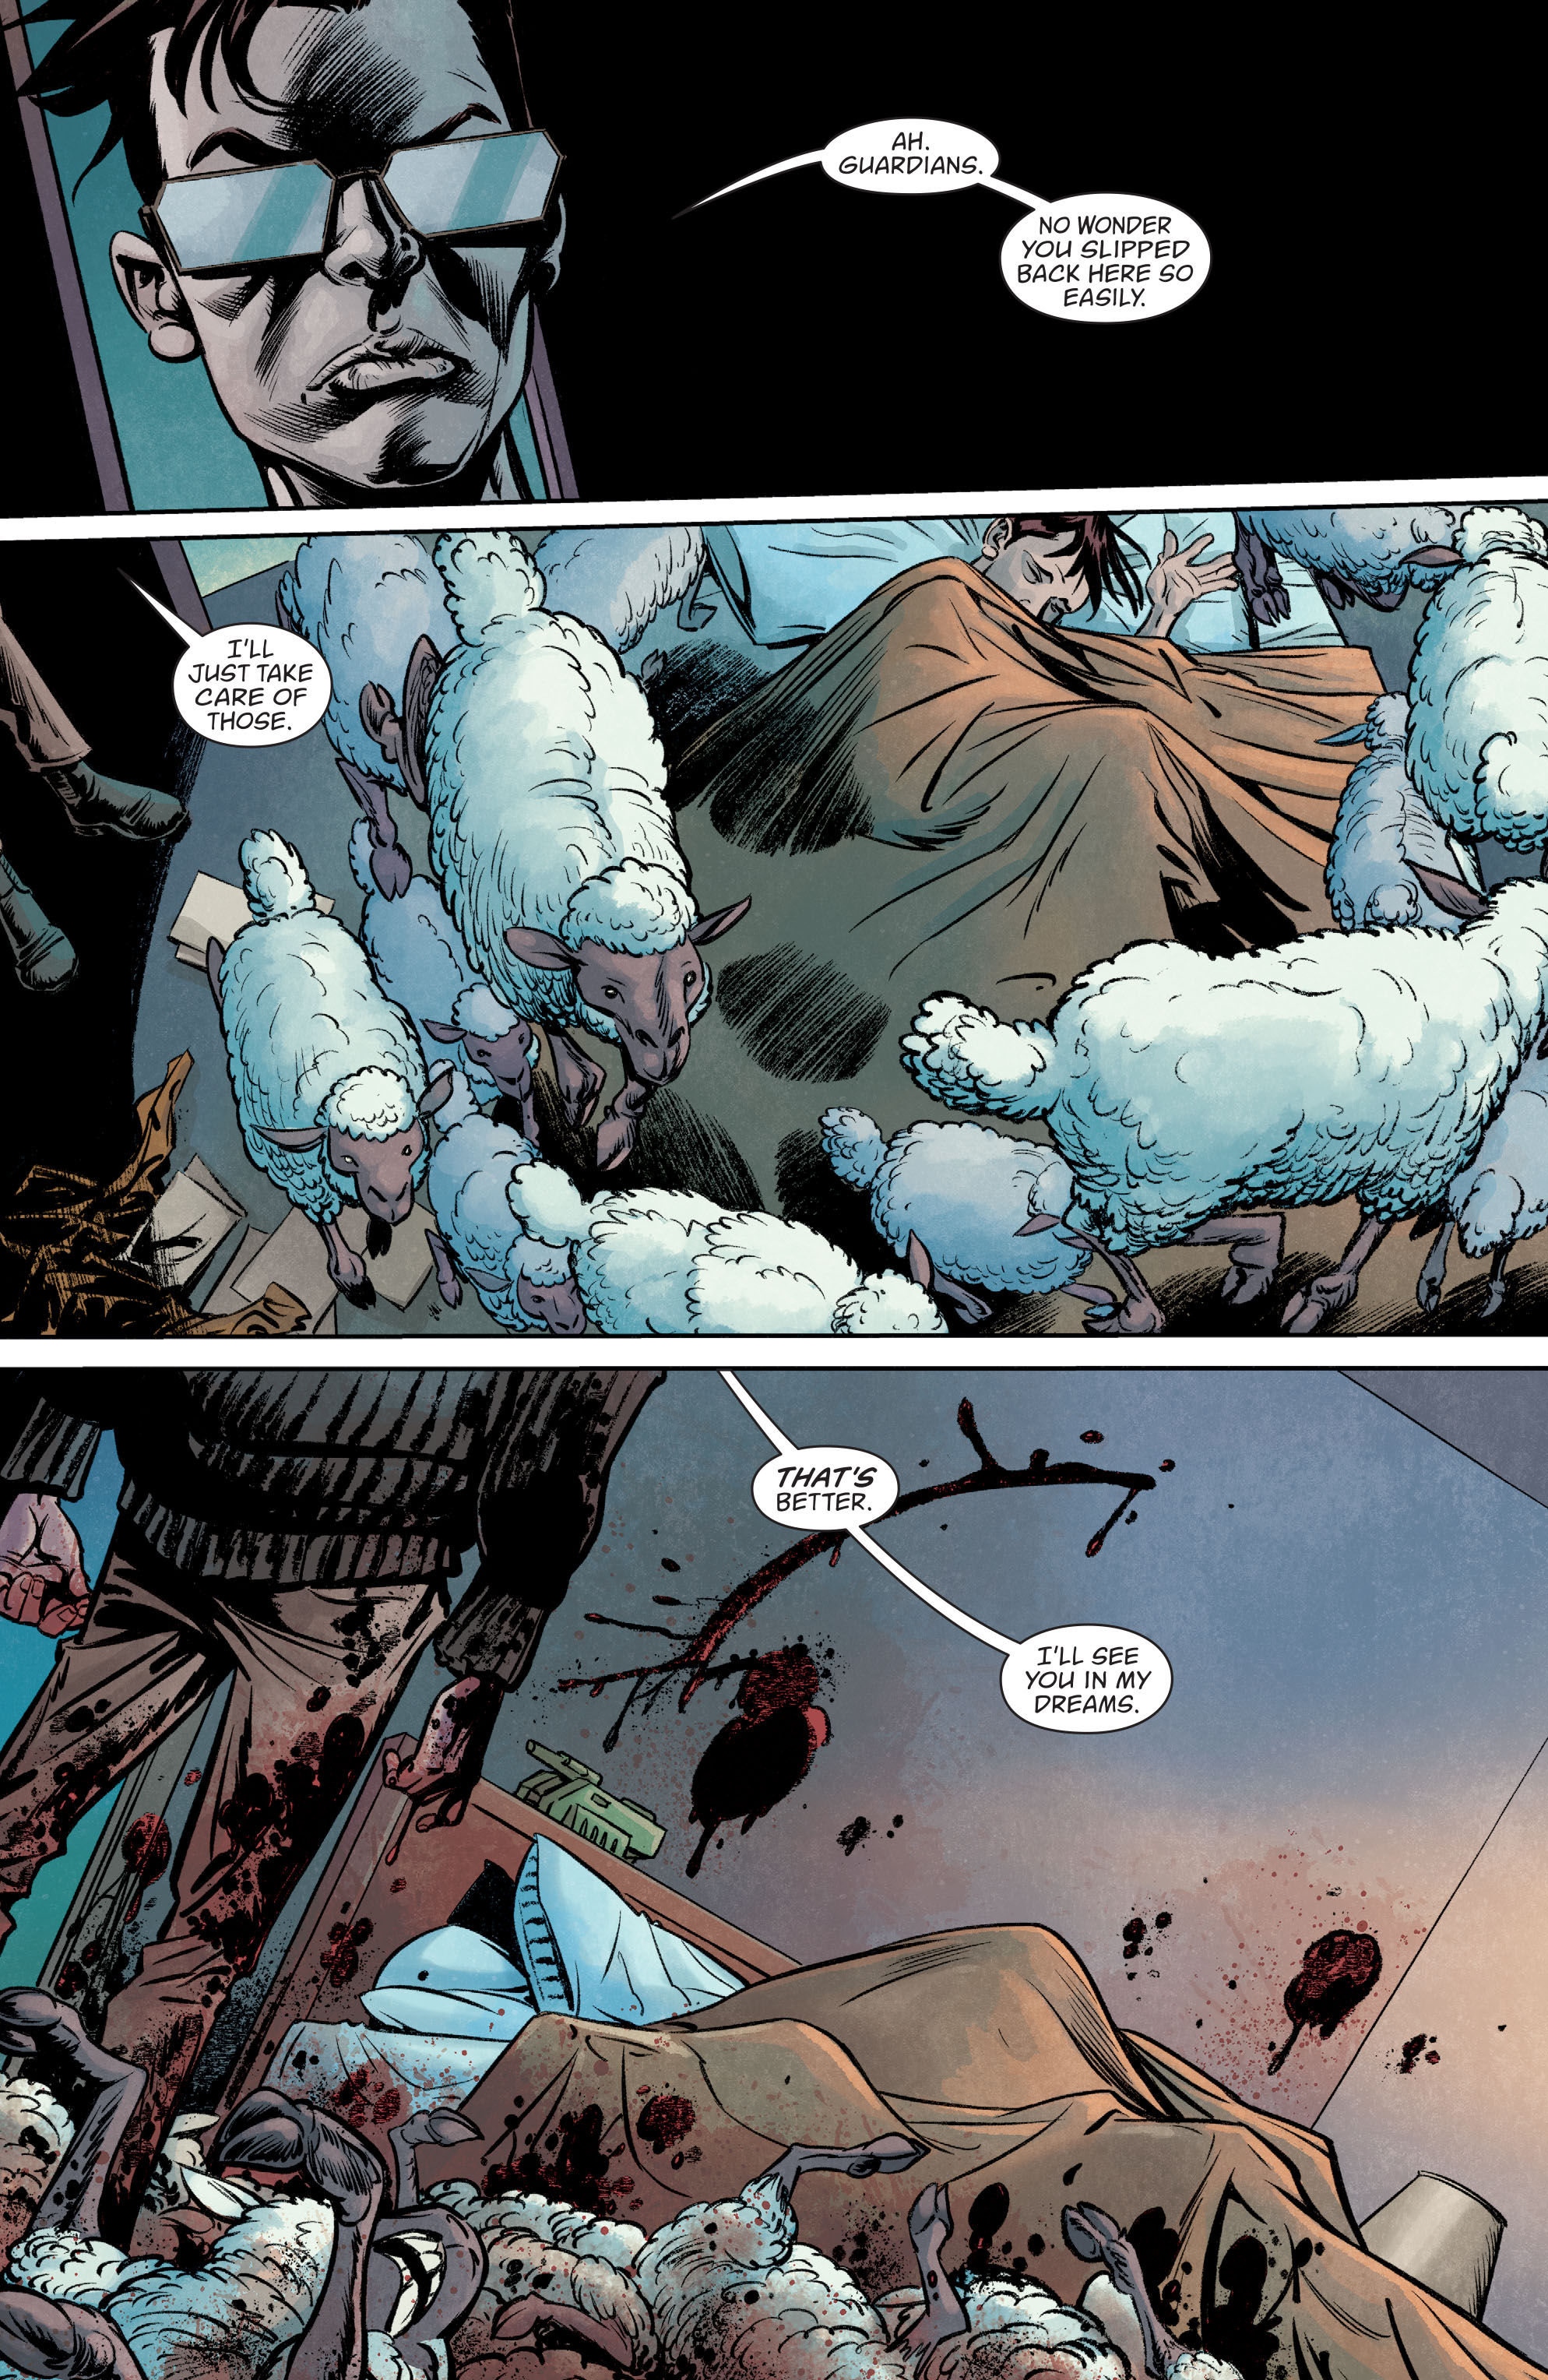 AH.
GUARDIANS.
NO WONDER
YOU SLIPPED
BACK HERE SO
EASILY.
I'LL
JUST TAKE
CARE OF
THOSE.
THAT'S
BETTER.
I'LL SEE
YOU IN MY
DREAMS.